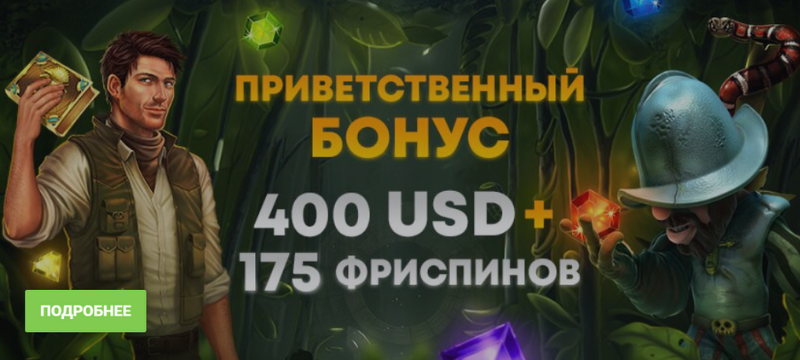 ПРИВЕТСТВЕННЫЙ
БОНУС
400 USD +
175 ФРИСПИНОВ
ПОДРОБНЕЕ